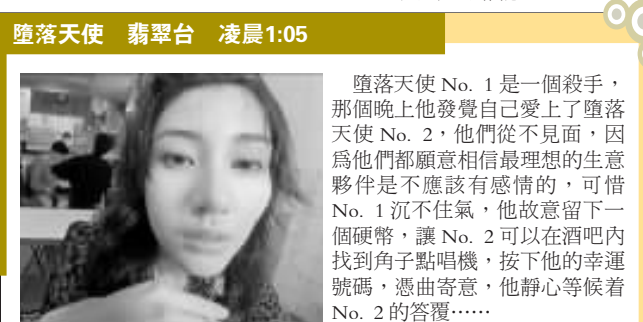 墮落天使　翡翠台　凌晨1:05
墮落天使 No. 1 是一個殺手，
那個晚上他發覺自己愛上了墮落
天使 No. 2，他們從不見面，因
爲他們都願意相信最理想的生意
夥伴是不應該有感情的，可惜
No. 1 沉不住氣，他故意留下一
個硬幣，讓 No. 2 可以在酒吧內
找到角子點唱機，按下他的幸運
號碼，憑曲寄意，他靜心等候着
No. 2 的答覆……